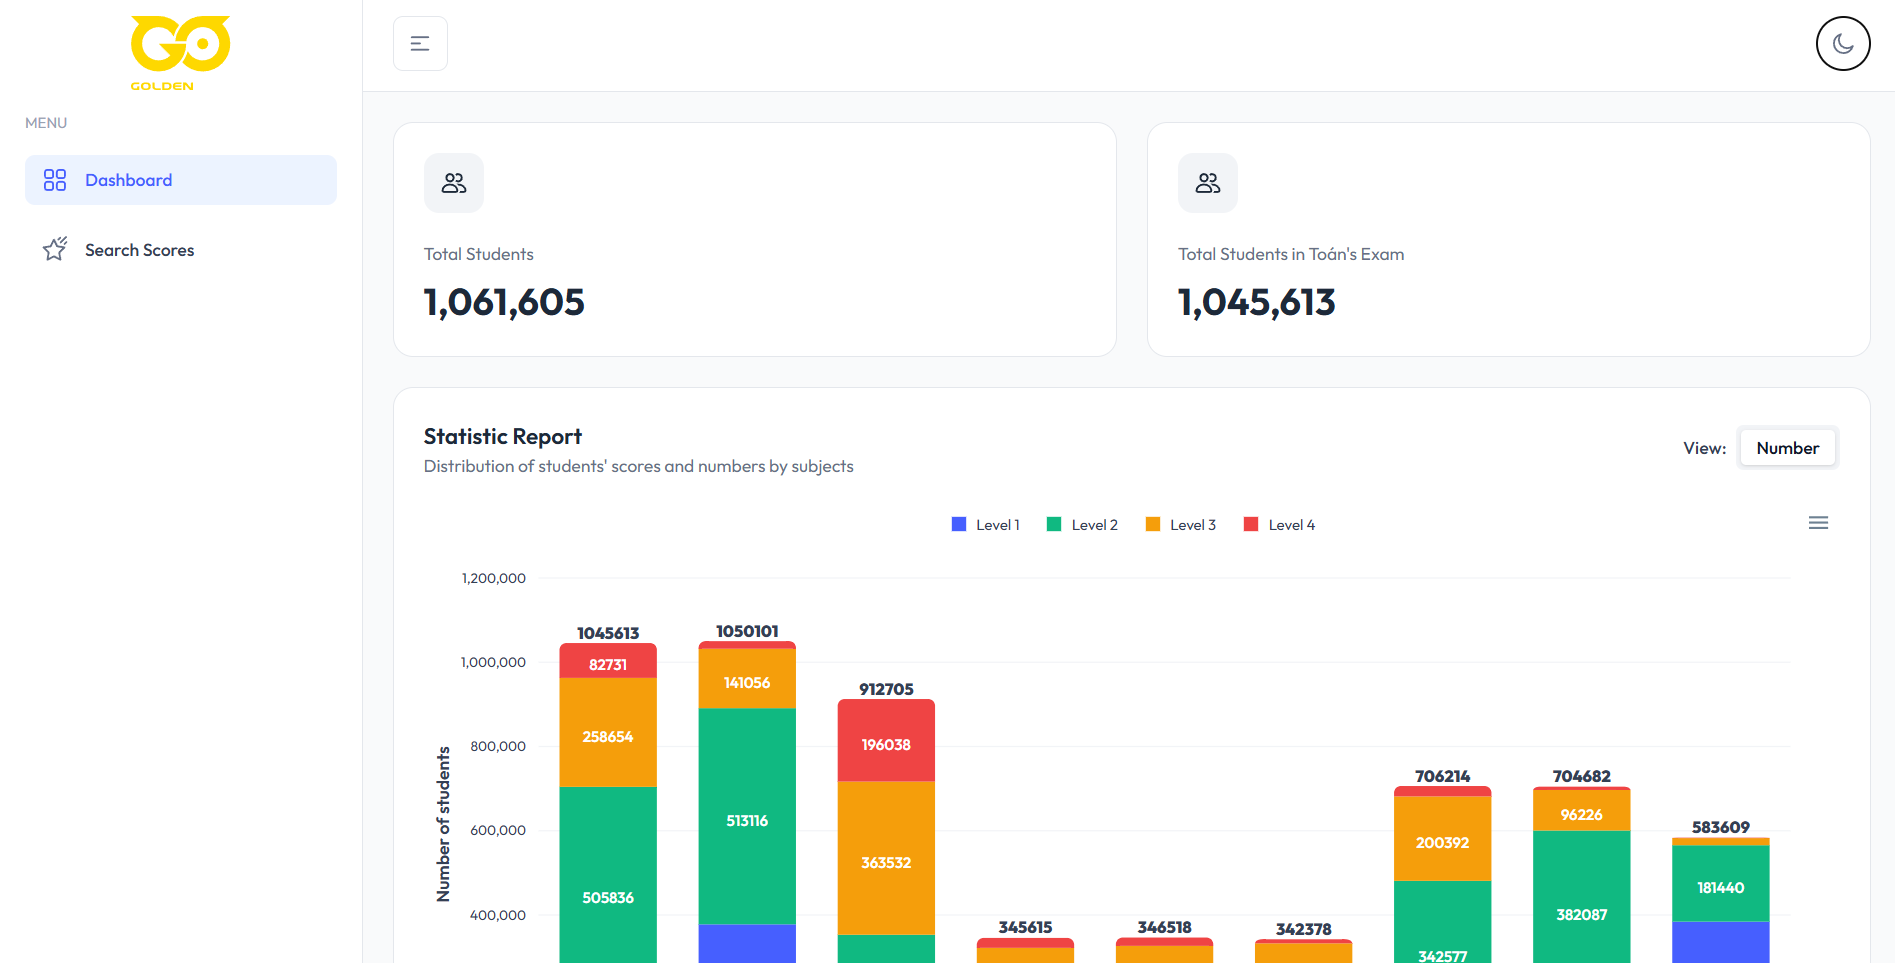 GOLDEN
MENU
Dashboard
Search Scores
Total Students
1,061,605
Total Students in Toán's Exam
1,045,613
Statistic Report
Distribution of students' scores and numbers by subjects
View: Number
Level 1 Level 2 Level 3 Level 4
Number of students
1,200,000
1,000,000
800,000
600,000
400,000
1045613
82731
258654
505836
1050101
141056
513116
912705
196038
363532
345615
346518
342378
706214
200392
342577
704682
96226
382087
583609
181440